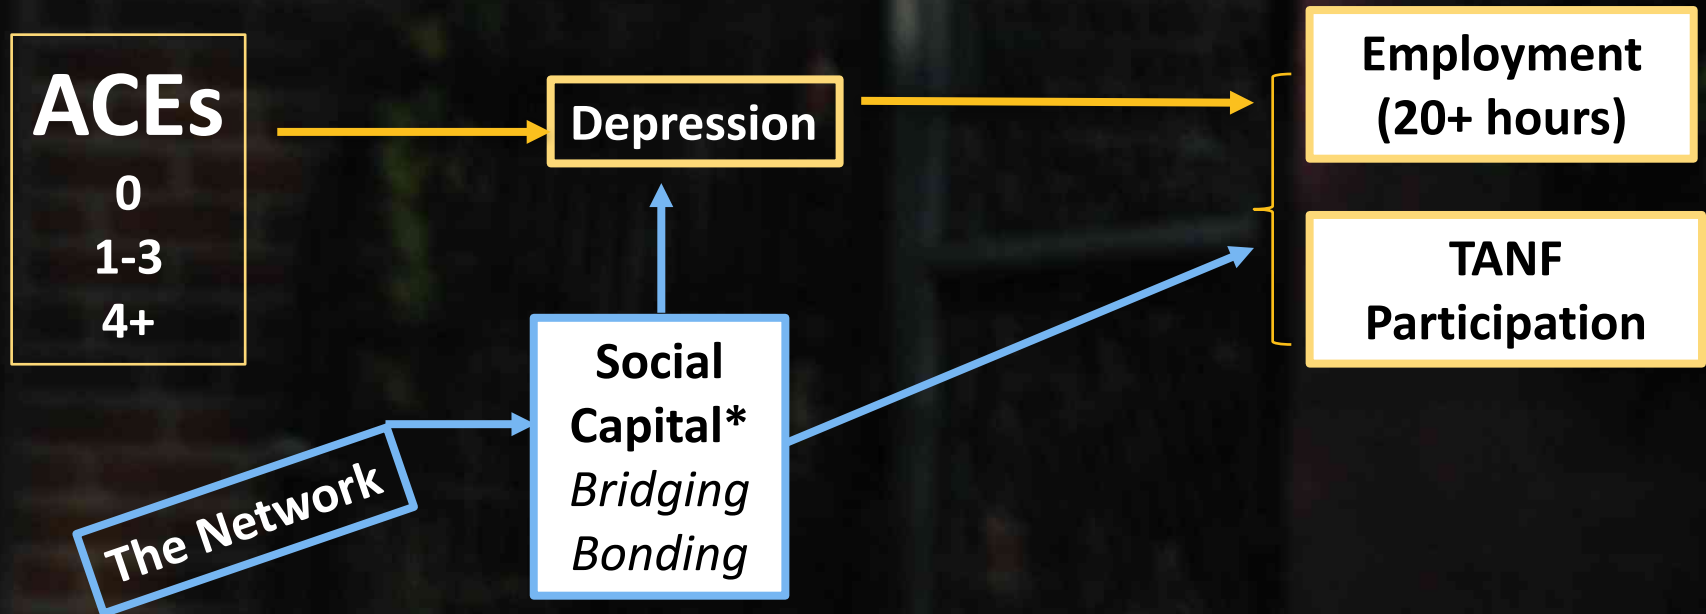 ACEs
0
1-3
4+
Depression
Employment
(20+ hours)
TANF
Participation
Social
Capital*
Bridging
Bonding
The Network